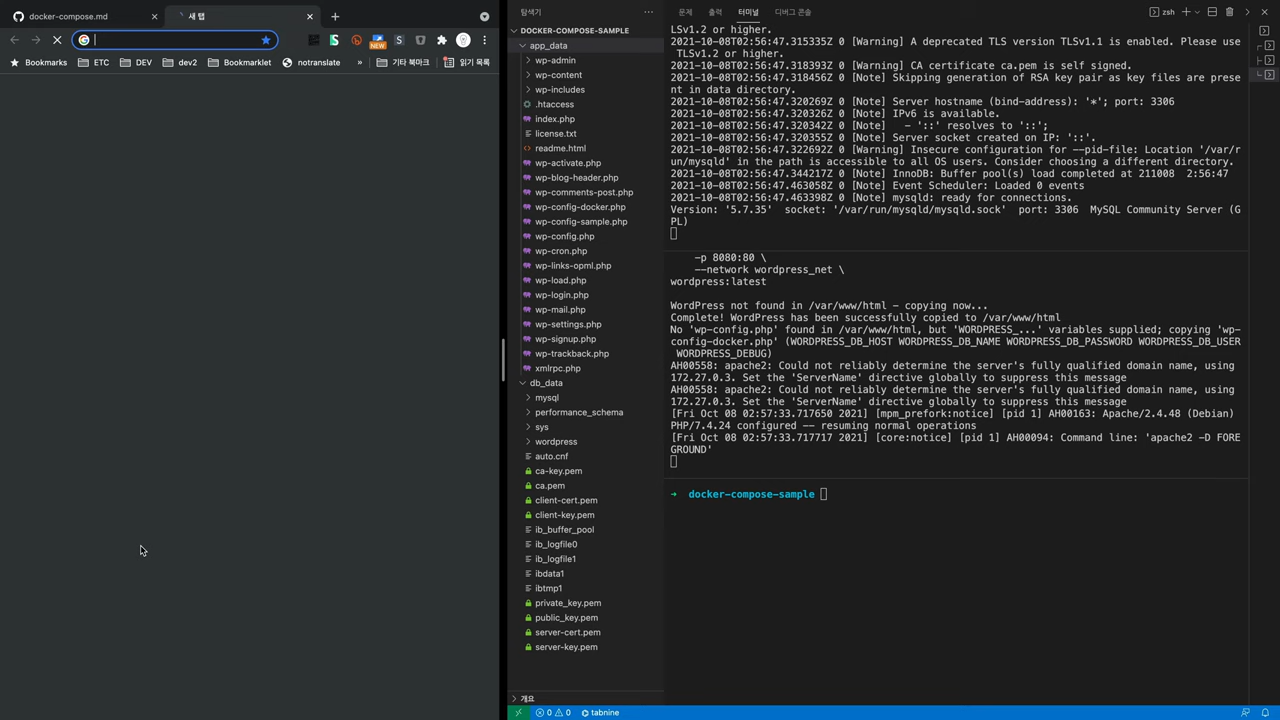 docker-compose.md
새 탭
Bookmarks
ETC
DEV
dev2
Bookmarklet
notranslate
»
기타 북마크
읽기 목록
NEW
탐색기
DOCKER-COMPOSE-SAMPLE
app_data
wp-admin
wp-content
wp-includes
.htaccess
index.php
license.txt
readme.html
wp-activate.php
wp-blog-header.php
wp-comments-post.php
wp-config-docker.php
wp-config-sample.php
wp-config.php
wp-cron.php
wp-links-opml.php
wp-load.php
wp-login.php
wp-mail.php
wp-settings.php
wp-signup.php
wp-trackback.php
xmlrpc.php
db_data
mysql
performance_schema
sys
wordpress
auto.cnf
ca-key.pem
ca.pem
client-cert.pem
client-key.pem
ib_buffer_pool
ib_logfile0
ib_logfile1
ibdata1
ibtmp1
private_key.pem
public_key.pem
server-cert.pem
server-key.pem
개요
0 0 tabnine
문제 출력 터미널 디버그 콘솔
zsh
LSv1.2 or higher.
2021-10-08T02:56:47.315335Z 0 [Warning] A deprecated TLS version TLSv1.1 is enabled. Please use
TLSv1.2 or higher.
2021-10-08T02:56:47.318393Z 0 [Warning] CA certificate ca.pem is self signed.
2021-10-08T02:56:47.318456Z 0 [Note] Skipping generation of RSA key pair as key files are prese
nt in data directory.
2021-10-08T02:56:47.320269Z 0 [Note] Server hostname (bind-address): '*'; port: 3306
2021-10-08T02:56:47.320326Z 0 [Note] IPv6 is available.
2021-10-08T02:56:47.320342Z 0 [Note]   - '::' resolves to '::';
2021-10-08T02:56:47.320355Z 0 [Note] Server socket created on IP: '::'.
2021-10-08T02:56:47.322692Z 0 [Warning] Insecure configuration for --pid-file: Location '/var/r
un/mysqld' in the path is accessible to all OS users. Consider choosing a different directory.
2021-10-08T02:56:47.344217Z 0 [Note] InnoDB: Buffer pool(s) load completed at 211008  2:56:47
2021-10-08T02:56:47.463058Z 0 [Note] Event Scheduler: Loaded 0 events
2021-10-08T02:56:47.463898Z 0 [Note] mysqld: ready for connections.
Version: '5.7.35'  socket: '/var/run/mysqld/mysqld.sock'  port: 3306  MySQL Community Server (G
PL)
-p 8080:80 \
--network wordpress_net \
wordpress:latest
WordPress not found in /var/www/html - copying now...
Complete! WordPress has been successfully copied to /var/www/html
No 'wp-config.php' found in /var/www/html, but 'WORDPRESS_...' variables supplied; copying 'wp-
config-docker.php' (WORDPRESS_DB_HOST WORDPRESS_DB_NAME WORDPRESS_DB_PASSWORD WORDPRESS_DB_USER
WORDPRESS_DEBUG)
AH00558: apache2: Could not reliably determine the server's fully qualified domain name, using
172.27.0.3. Set the 'ServerName' directive globally to suppress this message
AH00558: apache2: Could not reliably determine the server's fully qualified domain name, using
172.27.0.3. Set the 'ServerName' directive globally to suppress this message
[Fri Oct 08 02:57:33.717650 2021] [mpm_prefork:notice] [pid 1] AH00163: Apache/2.4.48 (Debian)
PHP/7.4.24 configured -- resuming normal operations
[Fri Oct 08 02:57:33.717717 2021] [core:notice] [pid 1] AH00094: Command line: 'apache2 -D FORE
GROUND'
→ docker-compose-sample